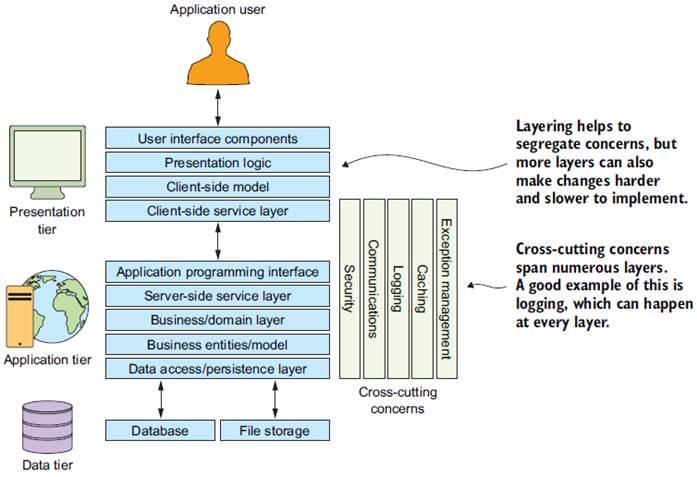 Application user
User interface components
Presentation logic
Client-side model
Client-side service layer
Presentation
tier
Layering helps to
segregate concerns, but
more layers can also
make changes harder
and slower to implement.
Application programming interface
Server-side service layer
Business/domain layer
Business entities/model
Data access/persistence layer
Application tier
Security
Communications
Logging
Caching
Exception management
Cross-cutting
concerns
Cross-cutting concerns
span numerous layers.
A good example of this is
logging, which can happen
at every layer.
Database
File storage
Data tier